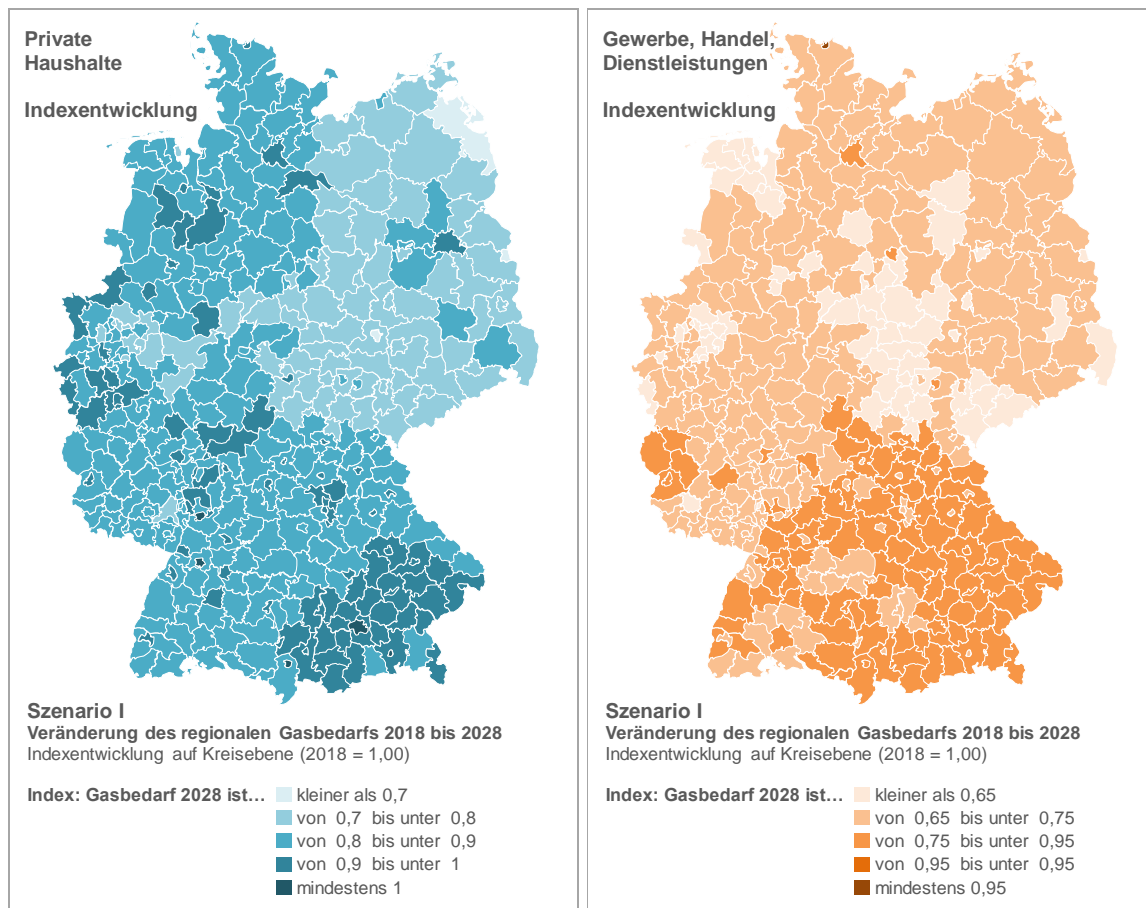 Private
Haushalte
Indexentwicklung
Szenario I
Veränderung des regionalen Gasbedarfs 2018 bis 2028
Indexentwicklung auf Kreisebene (2018 = 1,00)
Index: Gasbedarf 2028 ist… kleiner als 0,7
von 0,7 bis unter 0,8
von 0,8 bis unter 0,9
von 0,9 bis unter 1
mindestens 1
Gewerbe, Handel,
Dienstleistungen
Indexentwicklung
Szenario I
Veränderung des regionalen Gasbedarfs 2018 bis 2028
Indexentwicklung auf Kreisebene (2018 = 1,00)
Index: Gasbedarf 2028 ist… kleiner als 0,65
von 0,65 bis unter 0,75
von 0,75 bis unter 0,95
von 0,95 bis unter 0,95
mindestens 0,95